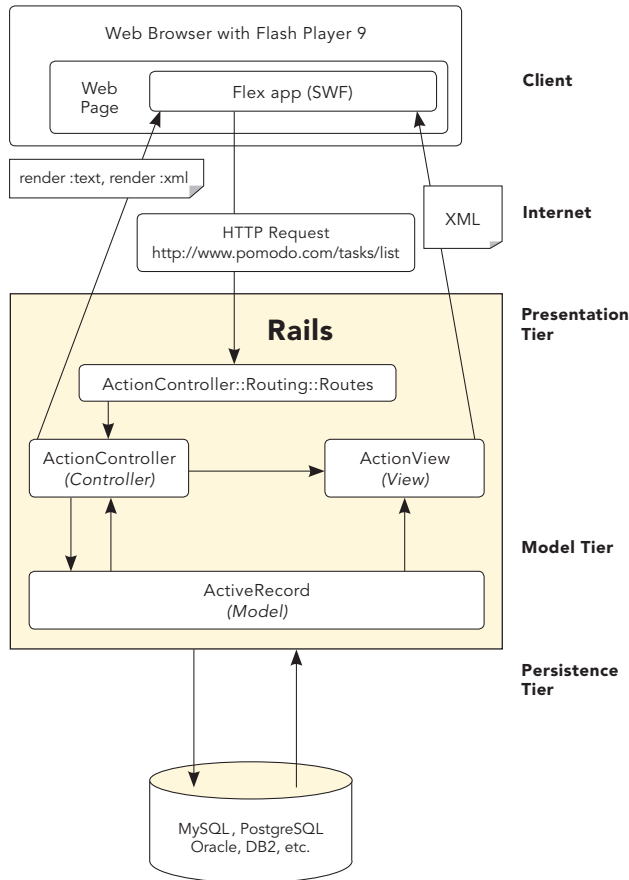 Web Browser with Flash Player 9
Web
Page
Flex app (SWF)
Client
render :text, render :xml
HTTP Request
http://www.pomodo.com/tasks/list
XML
Internet
Presentation
Tier
Rails
ActionController::Routing::Routes
ActionController
(Controller)
ActionView
(View)
Model Tier
ActiveRecord
(Model)
Persistence
Tier
MySQL, PostgreSQL
Oracle, DB2, etc.